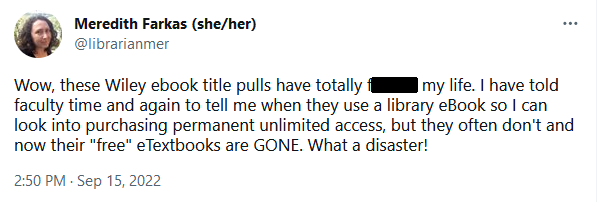 Meredith Farkas (she/her)
@librarianmer
Wow, these Wiley ebook title pulls have totally my life. I have told
faculty time and again to tell me when they use a library eBook so I can
look into purchasing permanent unlimited access, but they often don't and
now their "free" eTextbooks are GONE. What a disaster!
2:50 PM · Sep 15, 2022